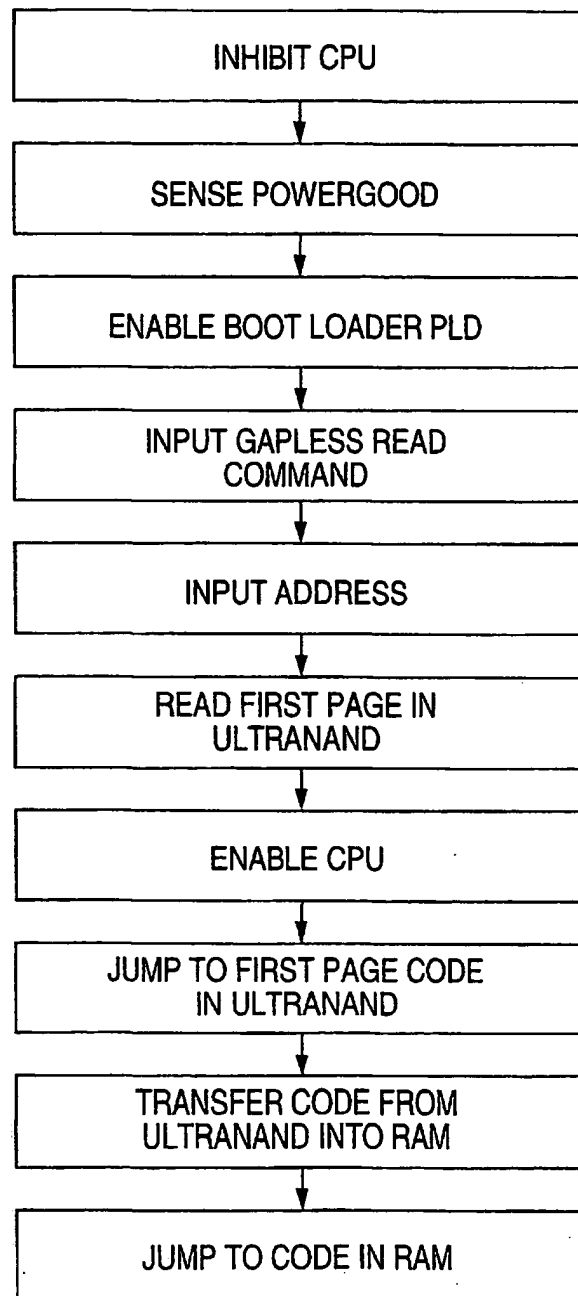 INHIBIT CPU
SENSE POWERGOOD
ENABLE BOOT LOADER PLD
INPUT GAPLESS READ
COMMAND
INPUT ADDRESS
READ FIRST PAGE IN
ULTRANAND
ENABLE CPU
JUMP TO FIRST PAGE CODE
IN ULTRANAND
TRANSFER CODE FROM
ULTRANAND INTO RAM
JUMP TO CODE IN RAM